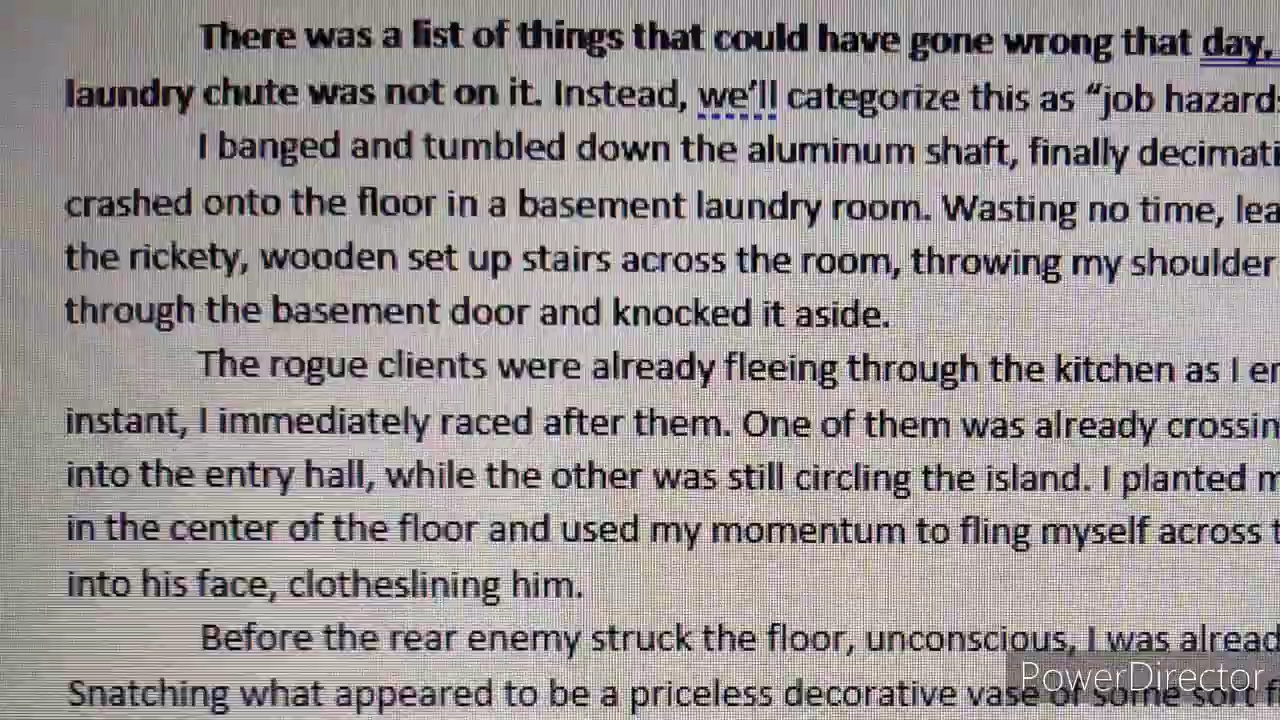 There was a list of things that could have gone wrong that day,
laundry chute was not on it. Instead, we'll categorize this as “job hazard
I banged and tumbled down the aluminum shaft, finally
crashed onto the floor in a basement laundry room. Wasting no time,
the rickety, wooden set up stairs across the room, throwing my shoulder
through the basement door and knocked it aside.
The rogue clients were already fleeing through the kitchen as I
instant, I immediately raced after them. One of them was already
into the entry hall, while the other was still circling the island. I planted
in the center of the floor and used my momentum to fling myself across
into his face, clotheslining him.
Before the rear enemy struck the floor, unconscious, I was
Snatching what appeared to be a priceless decorative vase of some sort
PowerDirector